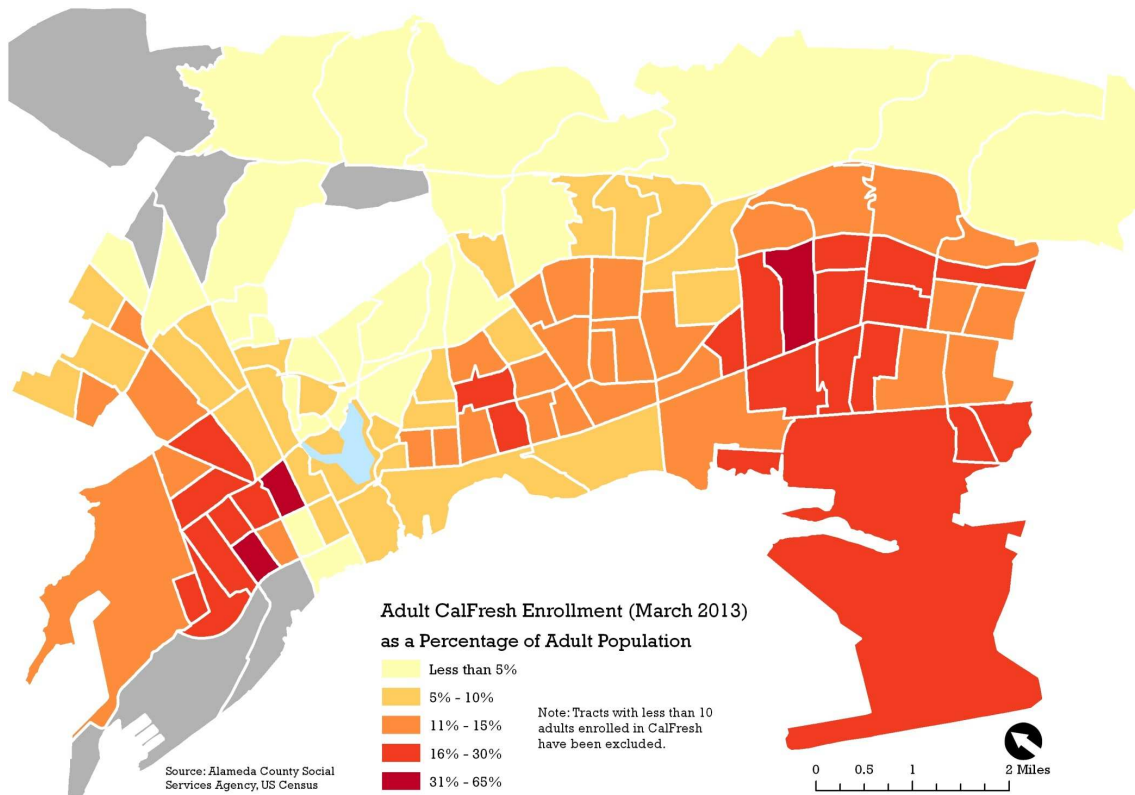 Adult CalFresh Enrollment (March 2013)
as a Percentage of Adult Population
Less than 5%
5% - 10%
11% - 15%
16% - 30%
31% - 65%
Note: Tracts with less than 10
adults enrolled in CalFresh
have been excluded.
Source: Alameda County Social
Services Agency, US Census
0 0.5 1 2 Miles